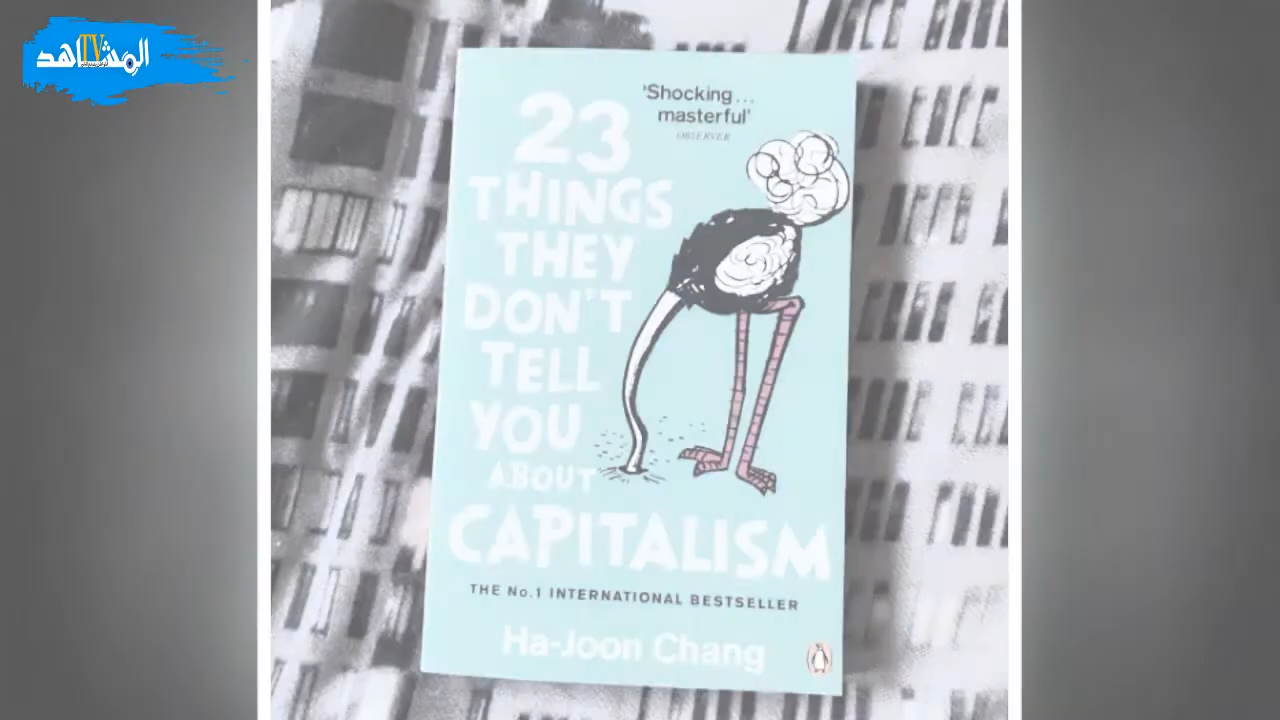 المشاهد
TV
'Shocking...
masterful'
OBSERVER
23
THINGS
THEY
DON'T
TELL
YOU
ABOUT
CAPITALISM
THE No.1 INTERNATIONAL BESTSELLER
Ha-Joon Chang